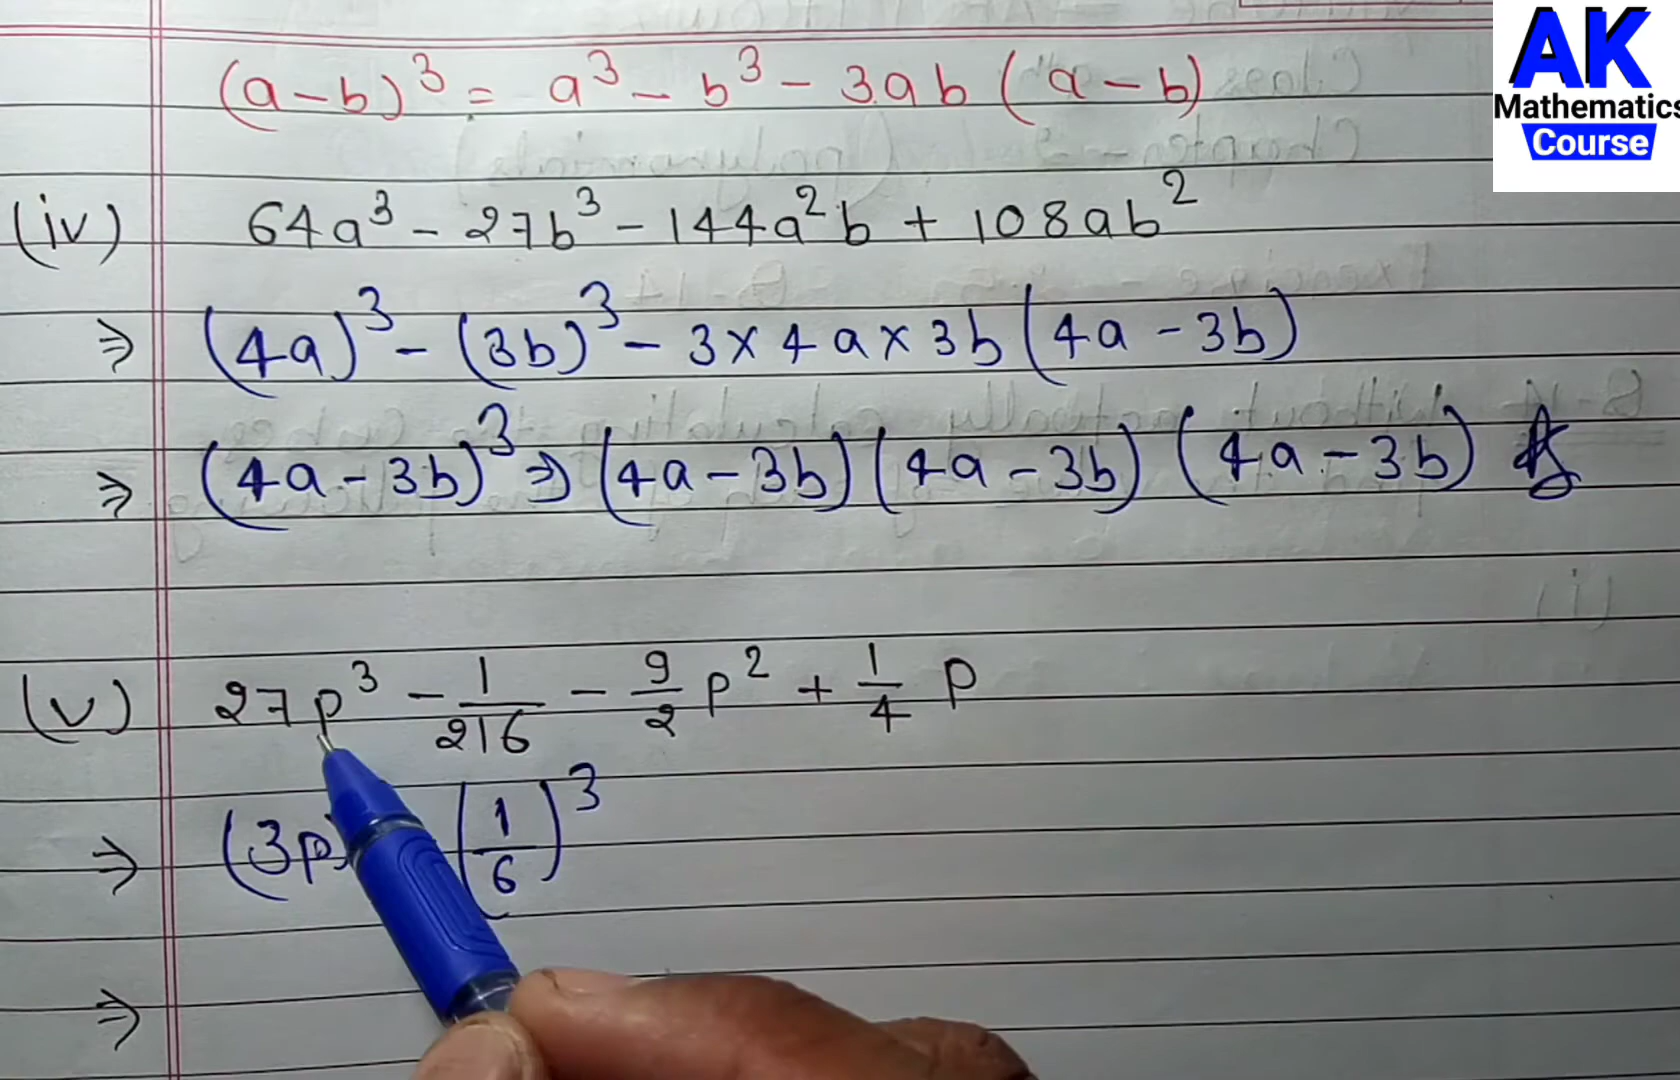 AK
Mathematics
Course
(a-b)³ = a³ - b³ - 3ab (a-b)
(iv) 64a³ - 27b³ - 144a²b + 108ab²
⇒ (4a)³ - (3b)³ - 3×4a×3b(4a-3b)
⇒ (4a-3b)³ ⇒ (4a-3b)(4a-3b)(4a-3b)
(v) 27p³ - 1/216 - 9/2 p² + 1/4 p
⇒ (3p) (1/6)³
⇒